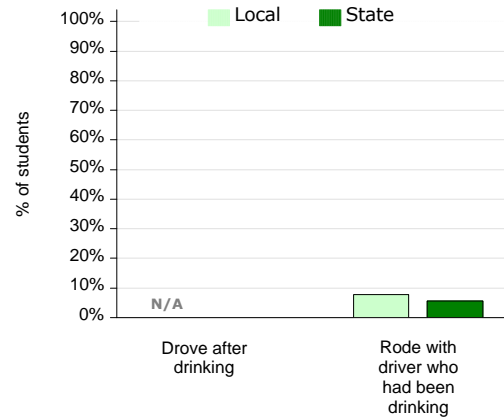 Local State
100%
90%
80%
70%
60%
50%
40%
30%
20%
10%
0%
% of students
N/A
Drove after
drinking
Rode with
driver who
had been
drinking